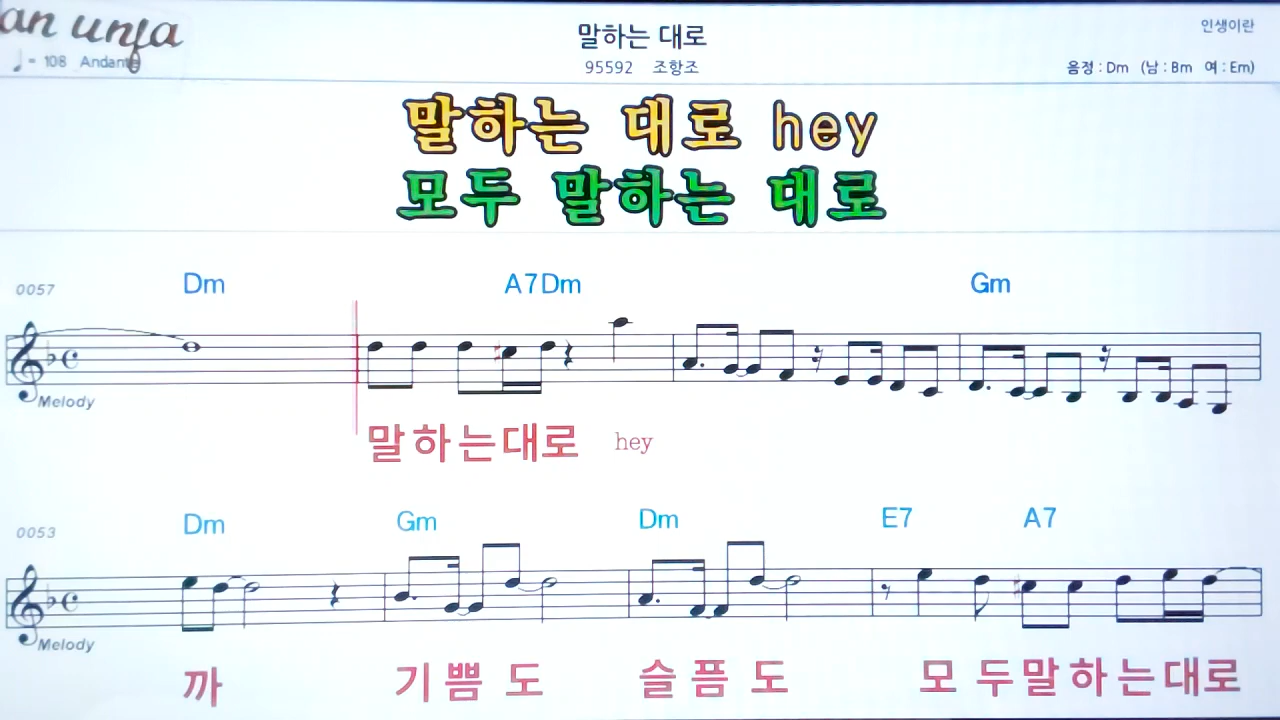 an unfa
말하는 대로
인생이란
♩= 108 Andante
95592 조항조
음정 : Dm (남 : Bm 여 : Em)
말하는 대로 hey
모두 말하는 대로
0057 Dm A7 Dm Gm
Melody
말하는대로 hey
0053 Dm Gm Dm E7 A7
Melody
까 기쁨도 슬픔도 모두말하는대로